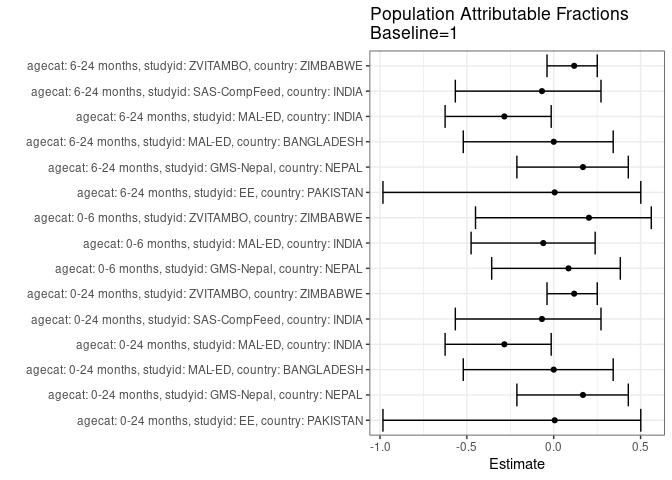 Population Attributable Fractions
Baseline=1
agecat: 6-24 months, studyid: ZVITAMBO, country: ZIMBABWE
agecat: 6-24 months, studyid: SAS-CompFeed, country: INDIA
agecat: 6-24 months, studyid: MAL-ED, country: INDIA
agecat: 6-24 months, studyid: MAL-ED, country: BANGLADESH
agecat: 6-24 months, studyid: GMS-Nepal, country: NEPAL
agecat: 6-24 months, studyid: EE, country: PAKISTAN
agecat: 0-6 months, studyid: ZVITAMBO, country: ZIMBABWE
agecat: 0-6 months, studyid: MAL-ED, country: INDIA
agecat: 0-6 months, studyid: GMS-Nepal, country: NEPAL
agecat: 0-24 months, studyid: ZVITAMBO, country: ZIMBABWE
agecat: 0-24 months, studyid: SAS-CompFeed, country: INDIA
agecat: 0-24 months, studyid: MAL-ED, country: INDIA
agecat: 0-24 months, studyid: MAL-ED, country: BANGLADESH
agecat: 0-24 months, studyid: GMS-Nepal, country: NEPAL
agecat: 0-24 months, studyid: EE, country: PAKISTAN
-1.0 -0.5 0.0 0.5
Estimate